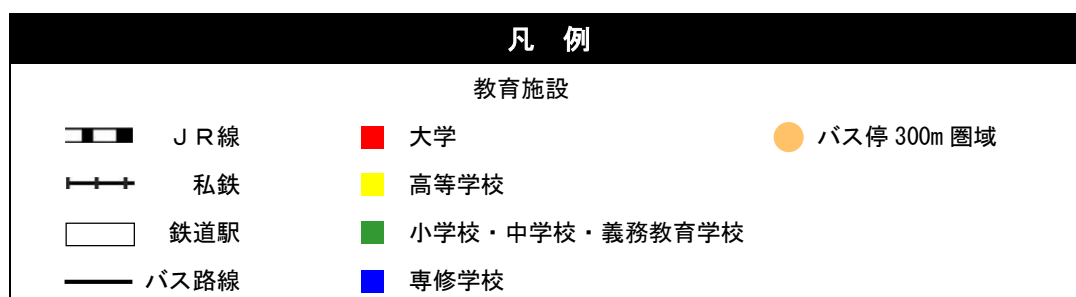 凡 例
教育施設
ＪＲ線
大学
バス停 300m 圏域
私鉄
高等学校
鉄道駅
小学校・中学校・義務教育学校
バス路線
専修学校